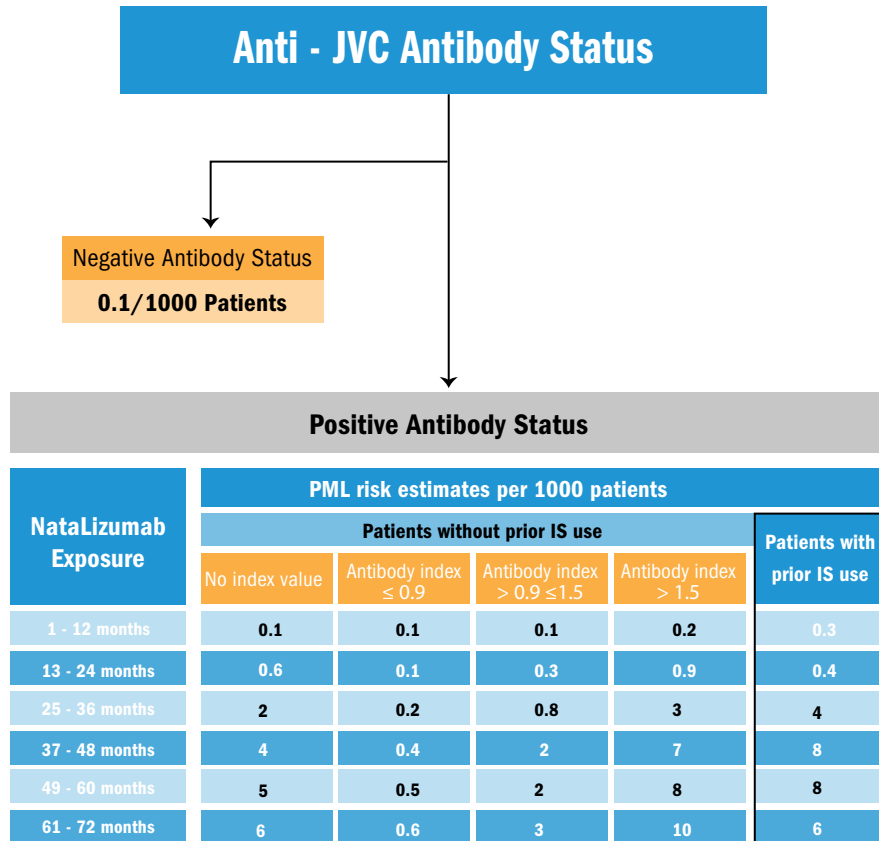 Anti - JVC Antibody Status
Negative Antibody Status
0.1/1000 Patients
Positive Antibody Status
NataLizumab
Exposure
PML risk estimates per 1000 patients
Patients without prior IS use
Patients with
prior IS use
No index value
Antibody index
≤ 0.9
Antibody index
> 0.9 ≤1.5
Antibody index
> 1.5
1 - 12 months 0.1 0.1 0.1 0.2 0.3
13 - 24 months 0.6 0.1 0.3 0.9 0.4
25 - 36 months 2 0.2 0.8 3 4
37 - 48 months 4 0.4 2 7 8
49 - 60 months 5 0.5 2 8 8
61 - 72 months 6 0.6 3 10 6